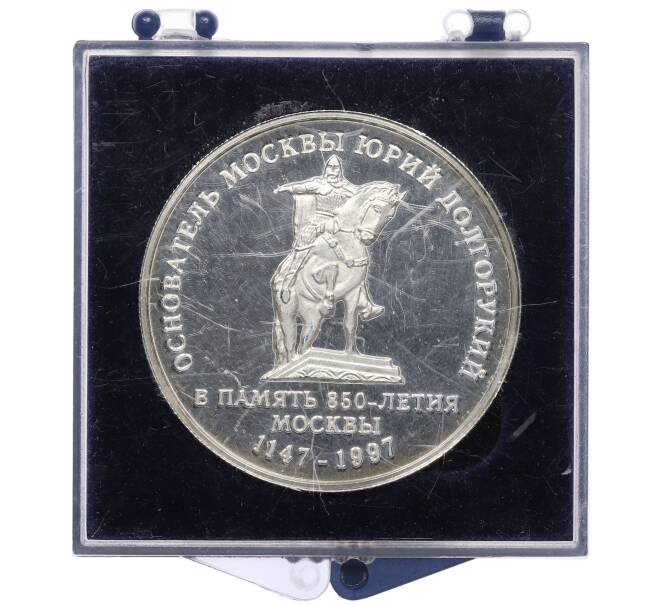 ОСНОВАТЕЛЬ МОСКВЫ ЮРИЙ ДОЛГОРУКИЙ
В ПАМЯТЬ 850-ЛЕТИЯ
МОСКВЫ
1147-1997